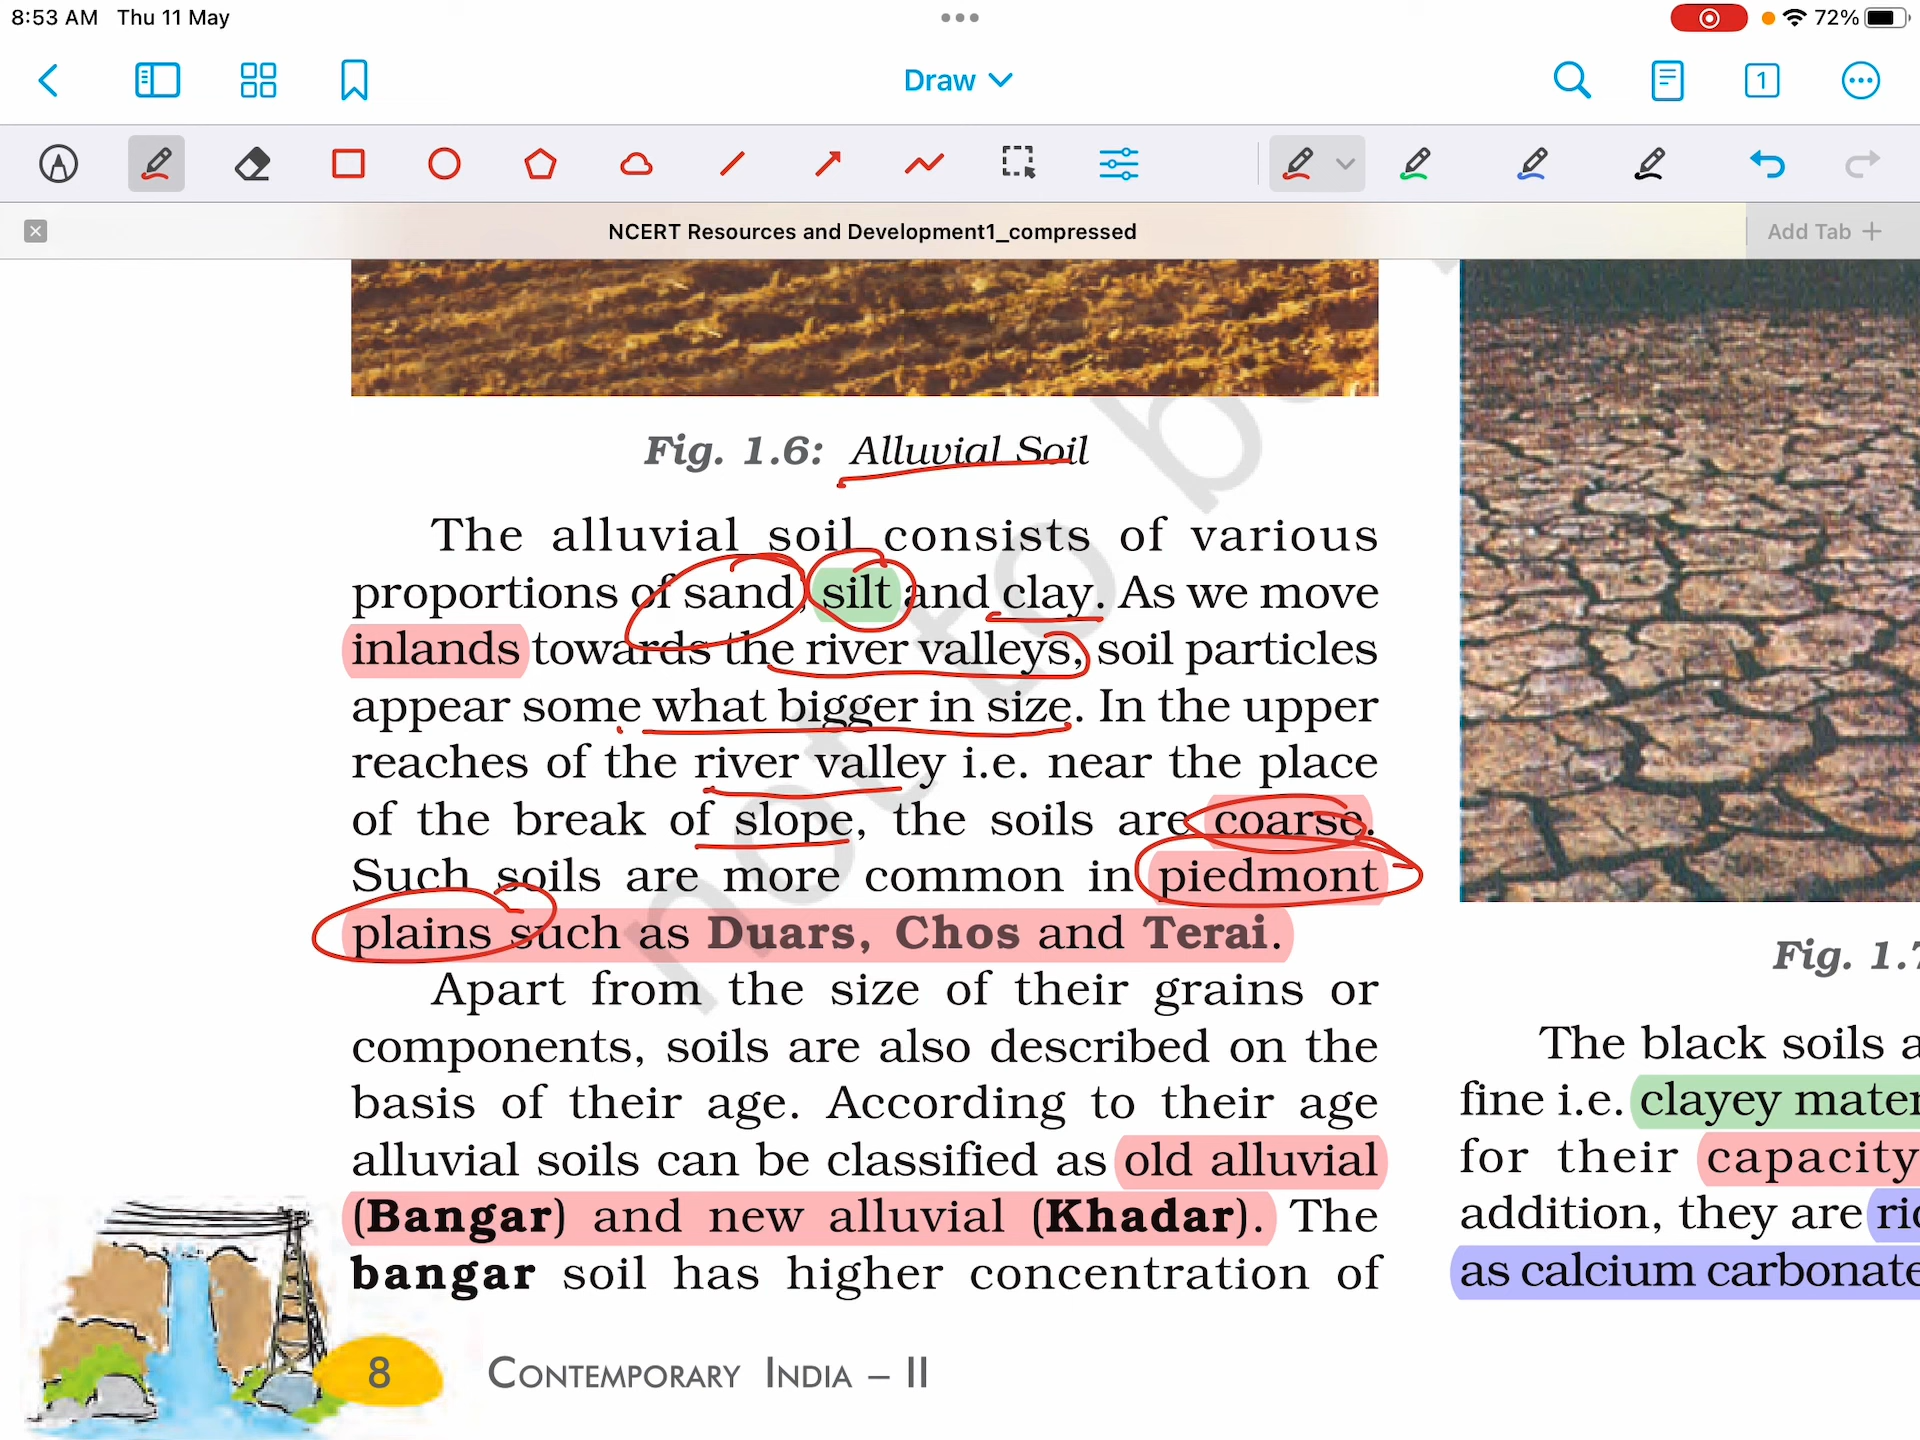 8:53 AM Thu 11 May
72%
Draw
1
NCERT Resources and Development1_compressed
Add Tab +
Fig. 1.6: Alluvial Soil
The alluvial soil consists of various
proportions of sand, silt and clay. As we move
inlands towards the river valleys, soil particles
appear some what bigger in size. In the upper
reaches of the river valley i.e. near the place
of the break of slope, the soils are coarse.
Such soils are more common in piedmont
plains such as Duars, Chos and Terai.
Apart from the size of their grains or
components, soils are also described on the
basis of their age. According to their age
alluvial soils can be classified as old alluvial
(Bangar) and new alluvial (Khadar). The
bangar soil has higher concentration of
8 CONTEMPORARY INDIA – II
not to b
Fig. 1.7
The black soils a
fine i.e. clayey mater
for their capacity
addition, they are ric
as calcium carbonate